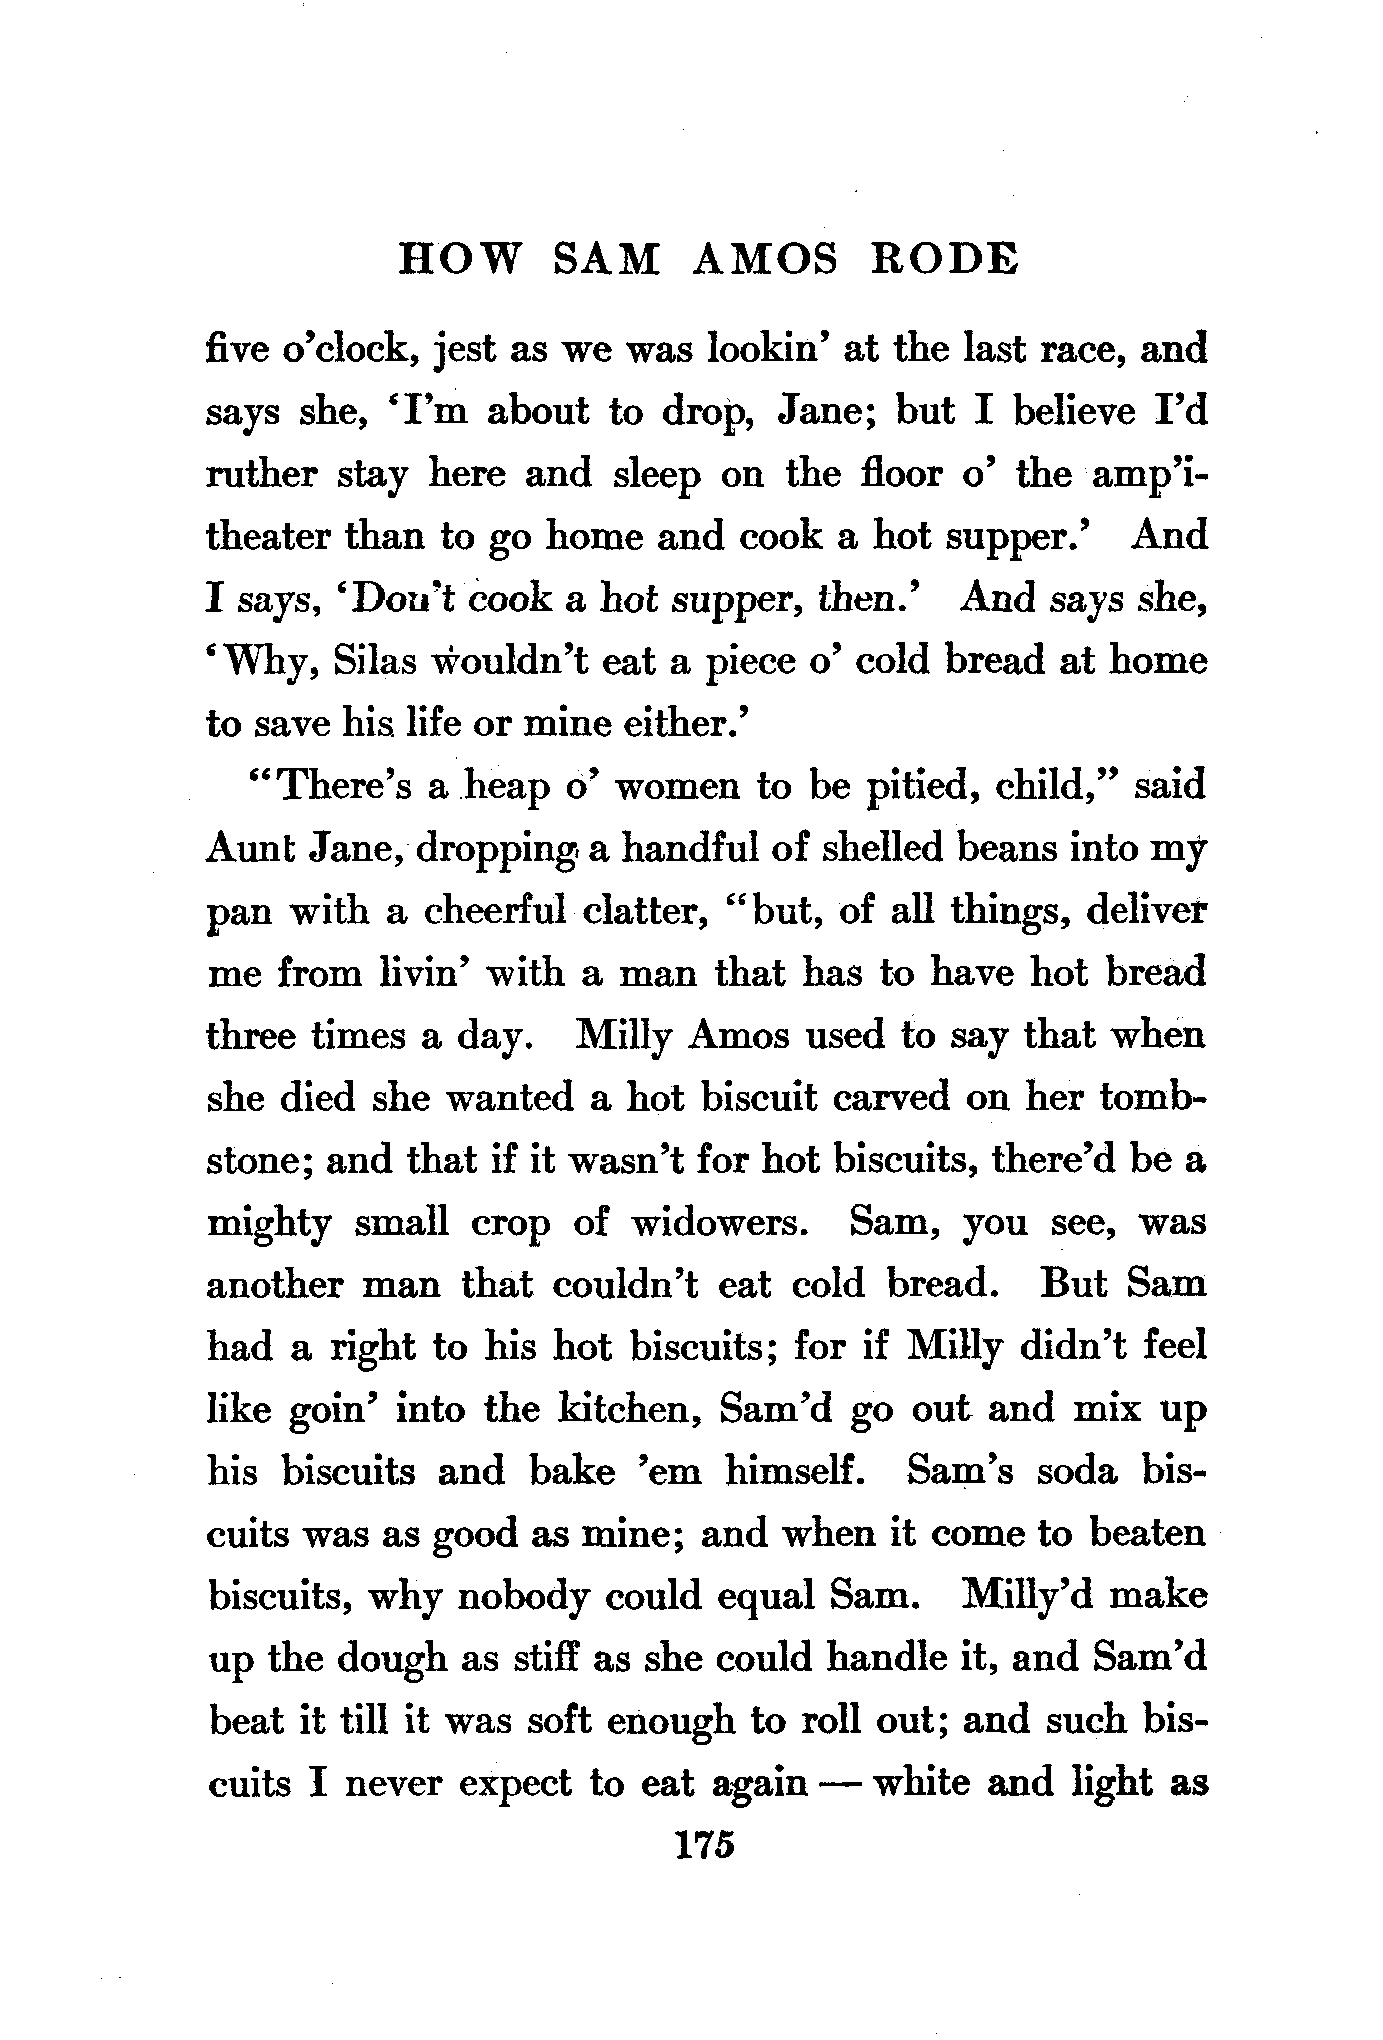 HOW SAM AMOS RODE
five o’clock, jest as we was lookin’ at the last race, and
says she, ‘I’m about to drop, Jane; but I believe I’d
ruther stay here and sleep on the floor o’ the amp’i-
theater than to go home and cook a hot supper.’ And
I says, ‘Don’t cook a hot supper, then.’ And says she,
‘Why, Silas wouldn’t eat a piece o’ cold bread at home
to save his life or mine either.’
“There’s a heap o’ women to be pitied, child,” said
Aunt Jane, dropping a handful of shelled beans into my
pan with a cheerful clatter, “but, of all things, deliver
me from livin’ with a man that has to have hot bread
three times a day. Milly Amos used to say that when
she died she wanted a hot biscuit carved on her tomb-
stone; and that if it wasn’t for hot biscuits, there’d be a
mighty small crop of widowers. Sam, you see, was
another man that couldn’t eat cold bread. But Sam
had a right to his hot biscuits; for if Milly didn’t feel
like goin’ into the kitchen, Sam’d go out and mix up
his biscuits and bake ’em himself. Sam’s soda bis-
cuits was as good as mine; and when it come to beaten
biscuits, why nobody could equal Sam. Milly’d make
up the dough as stiff as she could handle it, and Sam’d
beat it till it was soft enough to roll out; and such bis-
cuits I never expect to eat again — white and light as
175